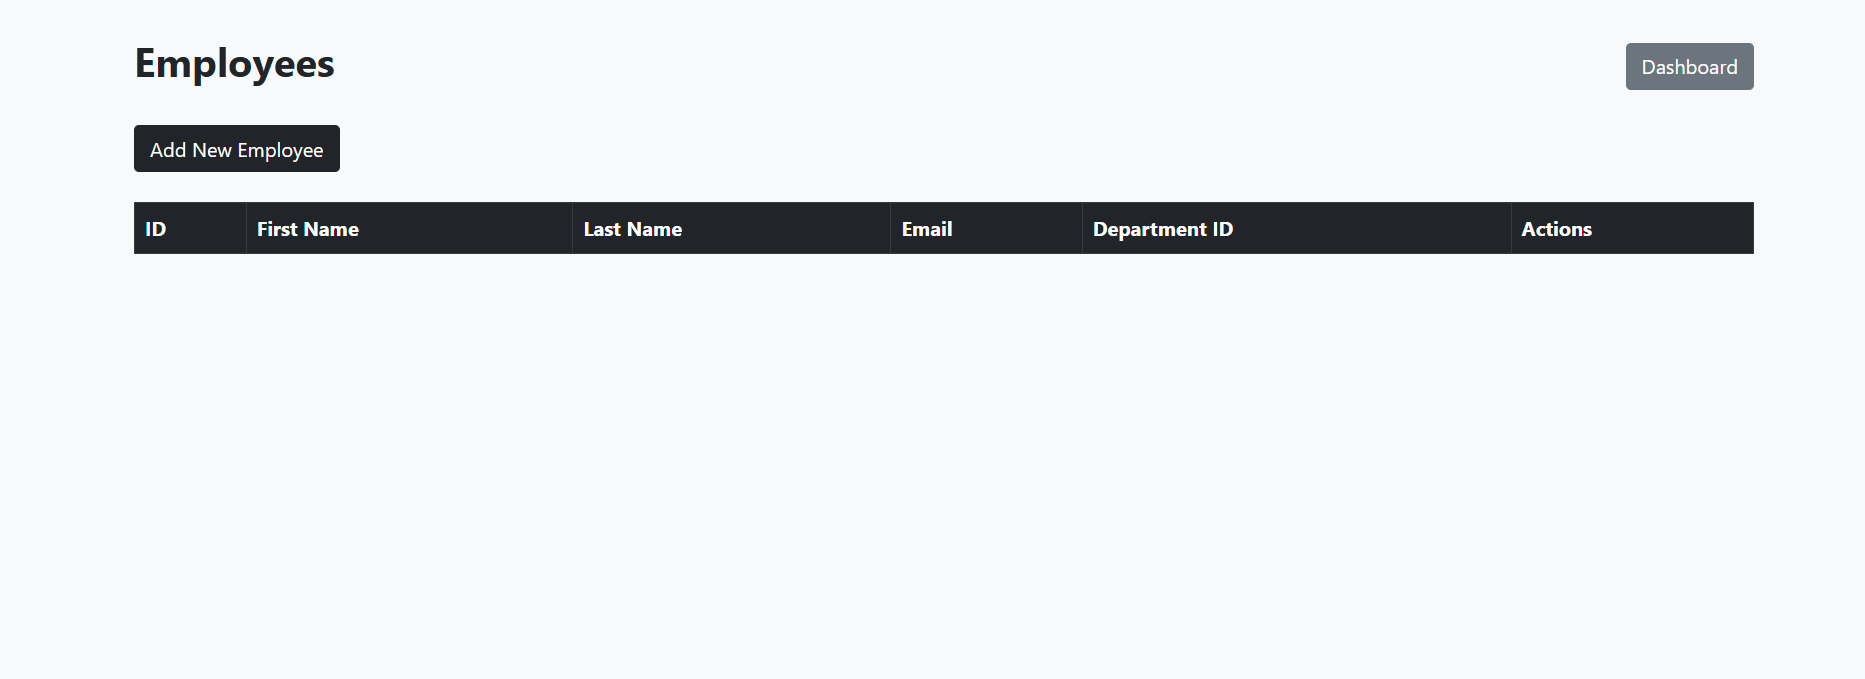 Employees
Dashboard
Add New Employee
ID First Name Last Name Email Department ID Actions